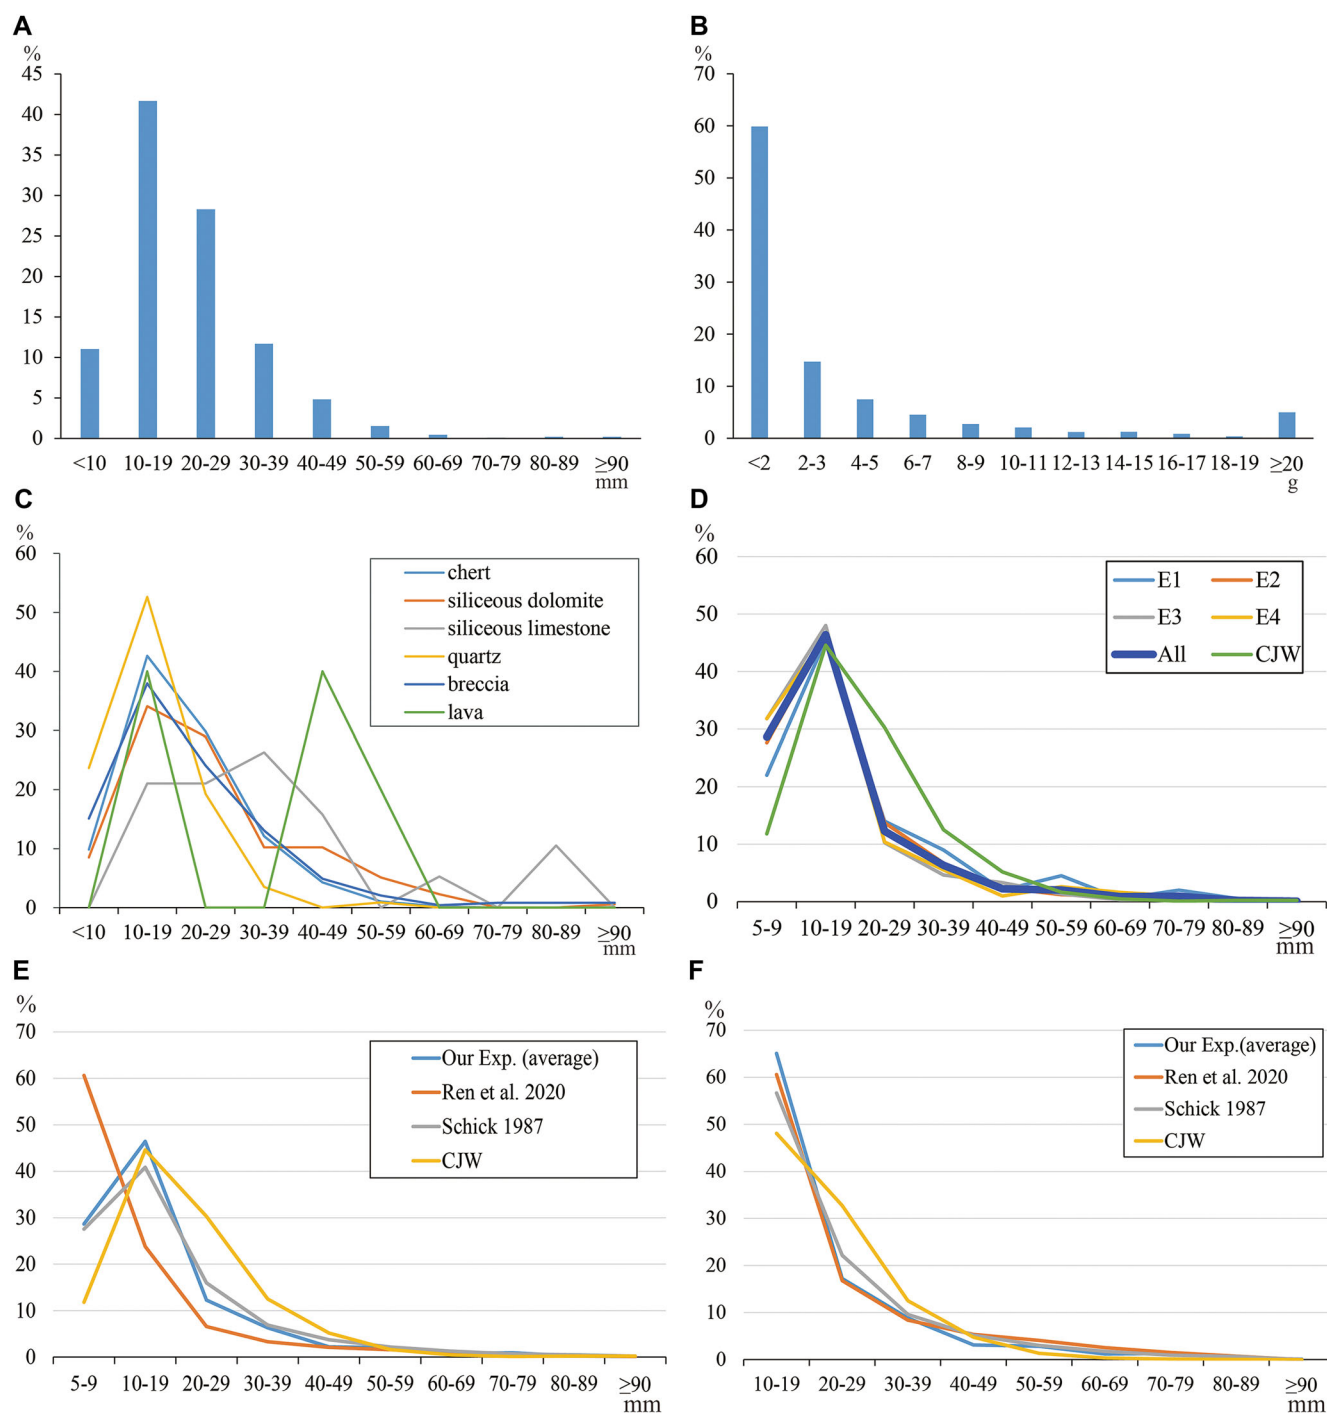 A
%
45
40
35
30
25
20
15
10
5
0
<10 10-19 20-29 30-39 40-49 50-59 60-69 70-79 80-89 ≥90
mm
B
%
70
60
50
40
30
20
10
0
<2 2-3 4-5 6-7 8-9 10-11 12-13 14-15 16-17 18-19 ≥20
g
C
%
60
50
40
30
20
10
0
chert
siliceous dolomite
siliceous limestone
quartz
breccia
lava
<10 10-19 20-29 30-39 40-49 50-59 60-69 70-79 80-89 ≥90
mm
D
%
60
50
40
30
20
10
0
E1 E2
E3 E4
All CJW
5-9 10-19 20-29 30-39 40-49 50-59 60-69 70-79 80-89 ≥90
mm
E
%
70
60
50
40
30
20
10
0
Our Exp. (average)
Ren et al. 2020
Schick 1987
CJW
5-9 10-19 20-29 30-39 40-49 50-59 60-69 70-79 80-89 ≥90
mm
F
%
70
60
50
40
30
20
10
0
Our Exp.(average)
Ren et al. 2020
Schick 1987
CJW
10-19 20-29 30-39 40-49 50-59 60-69 70-79 80-89 ≥90
mm